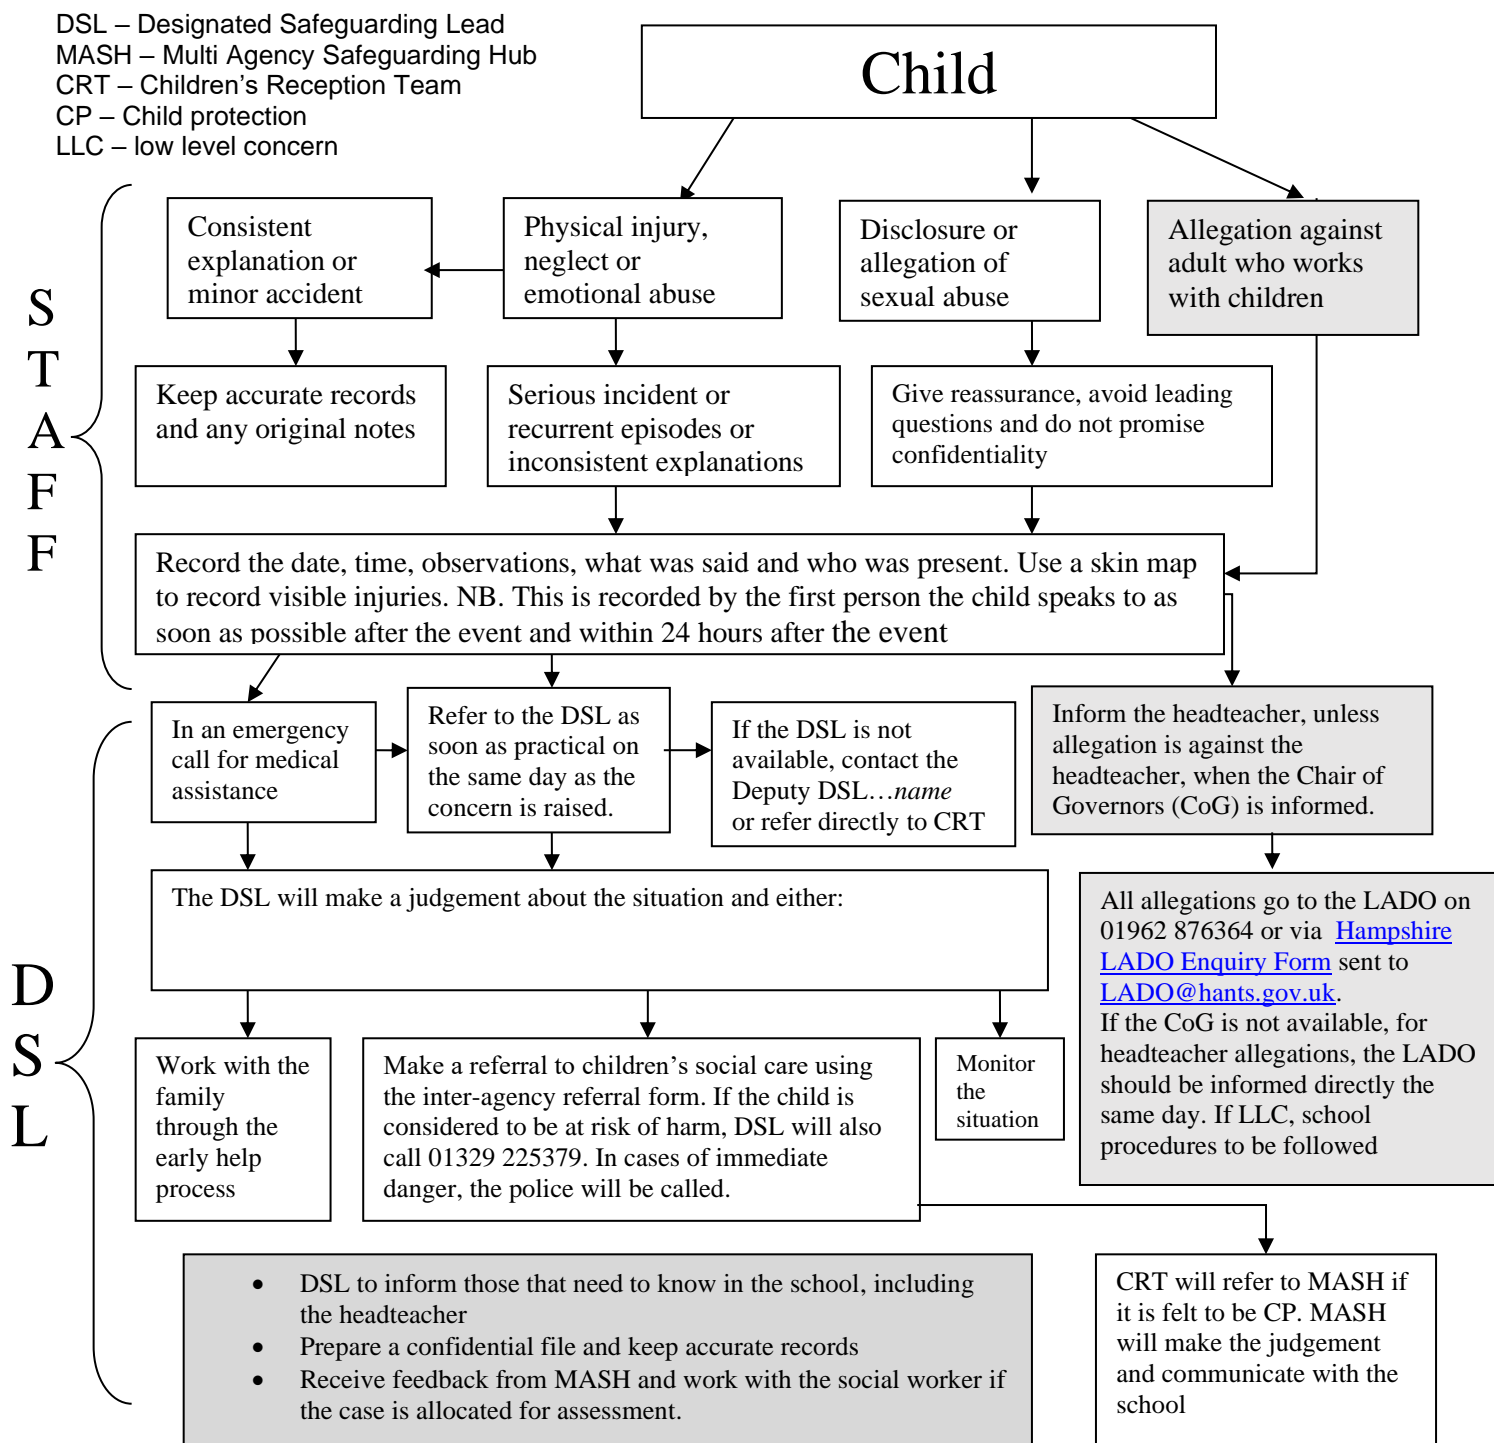 DSL – Designated Safeguarding Lead
MASH – Multi Agency Safeguarding Hub
CRT – Children's Reception Team
CP – Child protection
LLC – low level concern
Child
STAFF
Consistent
explanation or
minor accident
Physical injury,
neglect or
emotional abuse
Disclosure or
allegation of
sexual abuse
Allegation against
adult who works
with children
Keep accurate records
and any original notes
Serious incident or
recurrent episodes or
inconsistent explanations
Give reassurance, avoid leading
questions and do not promise
confidentiality
Record the date, time, observations, what was said and who was present. Use a skin map
to record visible injuries. NB. This is recorded by the first person the child speaks to as
soon as possible after the event and within 24 hours after the event
DSL
In an emergency
call for medical
assistance
Refer to the DSL as
soon as practical on
the same day as the
concern is raised.
If the DSL is not
available, contact the
Deputy DSL…name
or refer directly to CRT
Inform the headteacher, unless
allegation is against the
headteacher, when the Chair of
Governors (CoG) is informed.
The DSL will make a judgement about the situation and either:
All allegations go to the LADO on
01962 876364 or via Hampshire
LADO Enquiry Form sent to
LADO@hants.gov.uk.
If the CoG is not available, for
headteacher allegations, the LADO
should be informed directly the
same day. If LLC, school
procedures to be followed
Work with the
family
through the
early help
process
Make a referral to children's social care using
the inter-agency referral form. If the child is
considered to be at risk of harm, DSL will also
call 01329 225379. In cases of immediate
danger, the police will be called.
Monitor
the
situation
• DSL to inform those that need to know in the school, including
the headteacher
• Prepare a confidential file and keep accurate records
• Receive feedback from MASH and work with the social worker if
the case is allocated for assessment.
CRT will refer to MASH if
it is felt to be CP. MASH
will make the judgement
and communicate with the
school